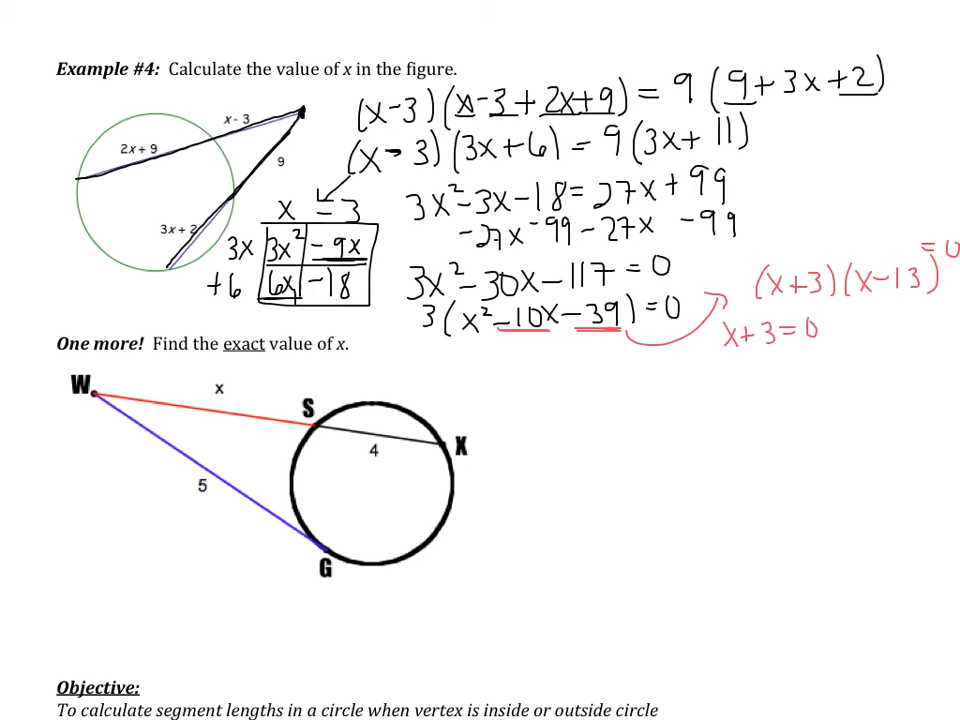 Example #4: Calculate the value of x in the figure.
x - 3
2x + 9
9
3x + 2
(x-3)(x-3+2x+9) = 9(9+3x+2)
(x-3)(3x+6) = 9(3x+11)
3x²-3x-18 = 27x+99
-27x -99 -27x -99
3x²-30x-117 = 0
3(x²-10x-39) = 0
x -3
3x 3x² -9x
+6 6x -18
(x+3)(x-13) = 0
x+3=0
One more! Find the exact value of x.
W
x
S
4
X
5
G
Objective:
To calculate segment lengths in a circle when vertex is inside or outside circle